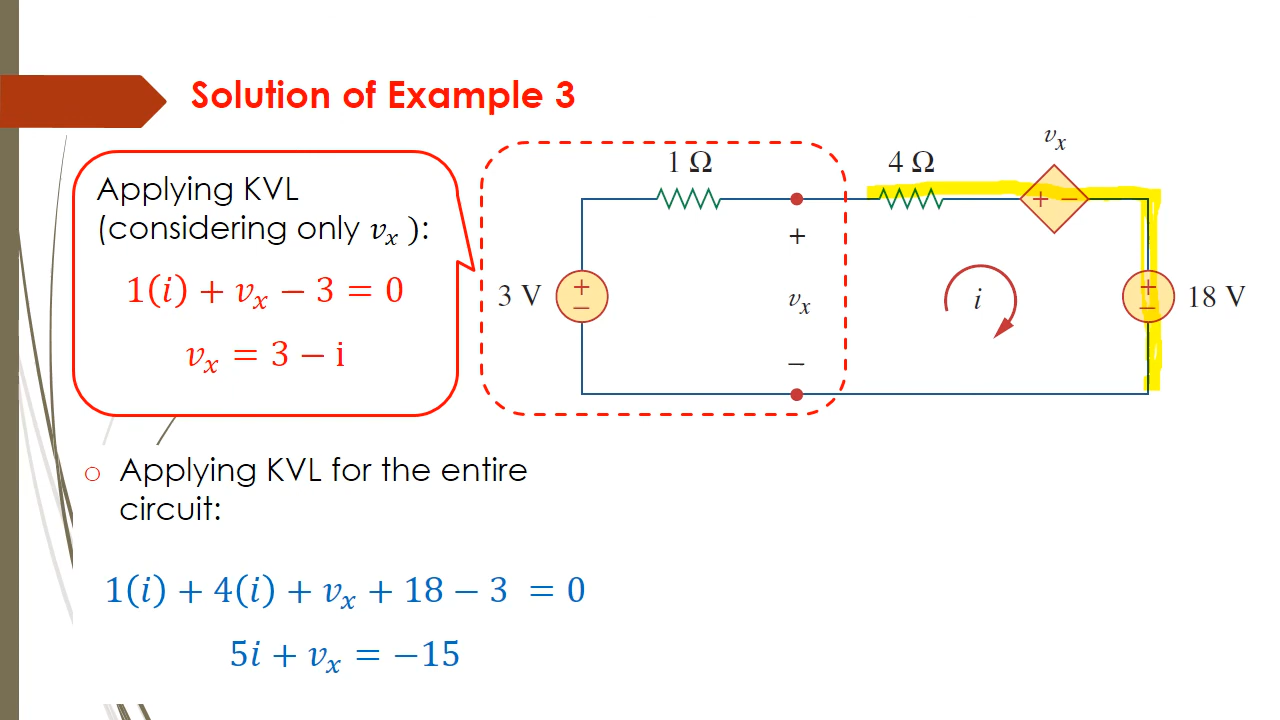 Solution of Example 3
Applying KVL
(considering only vₓ ):
1(i) + vₓ − 3 = 0
vₓ = 3 − i
1 Ω
4 Ω
vₓ
+ −
+
3 V
+
−
vₓ
i
+
−
18 V
−
○ Applying KVL for the entire
circuit:
1(i) + 4(i) + vₓ + 18 − 3 = 0
5i + vₓ = −15